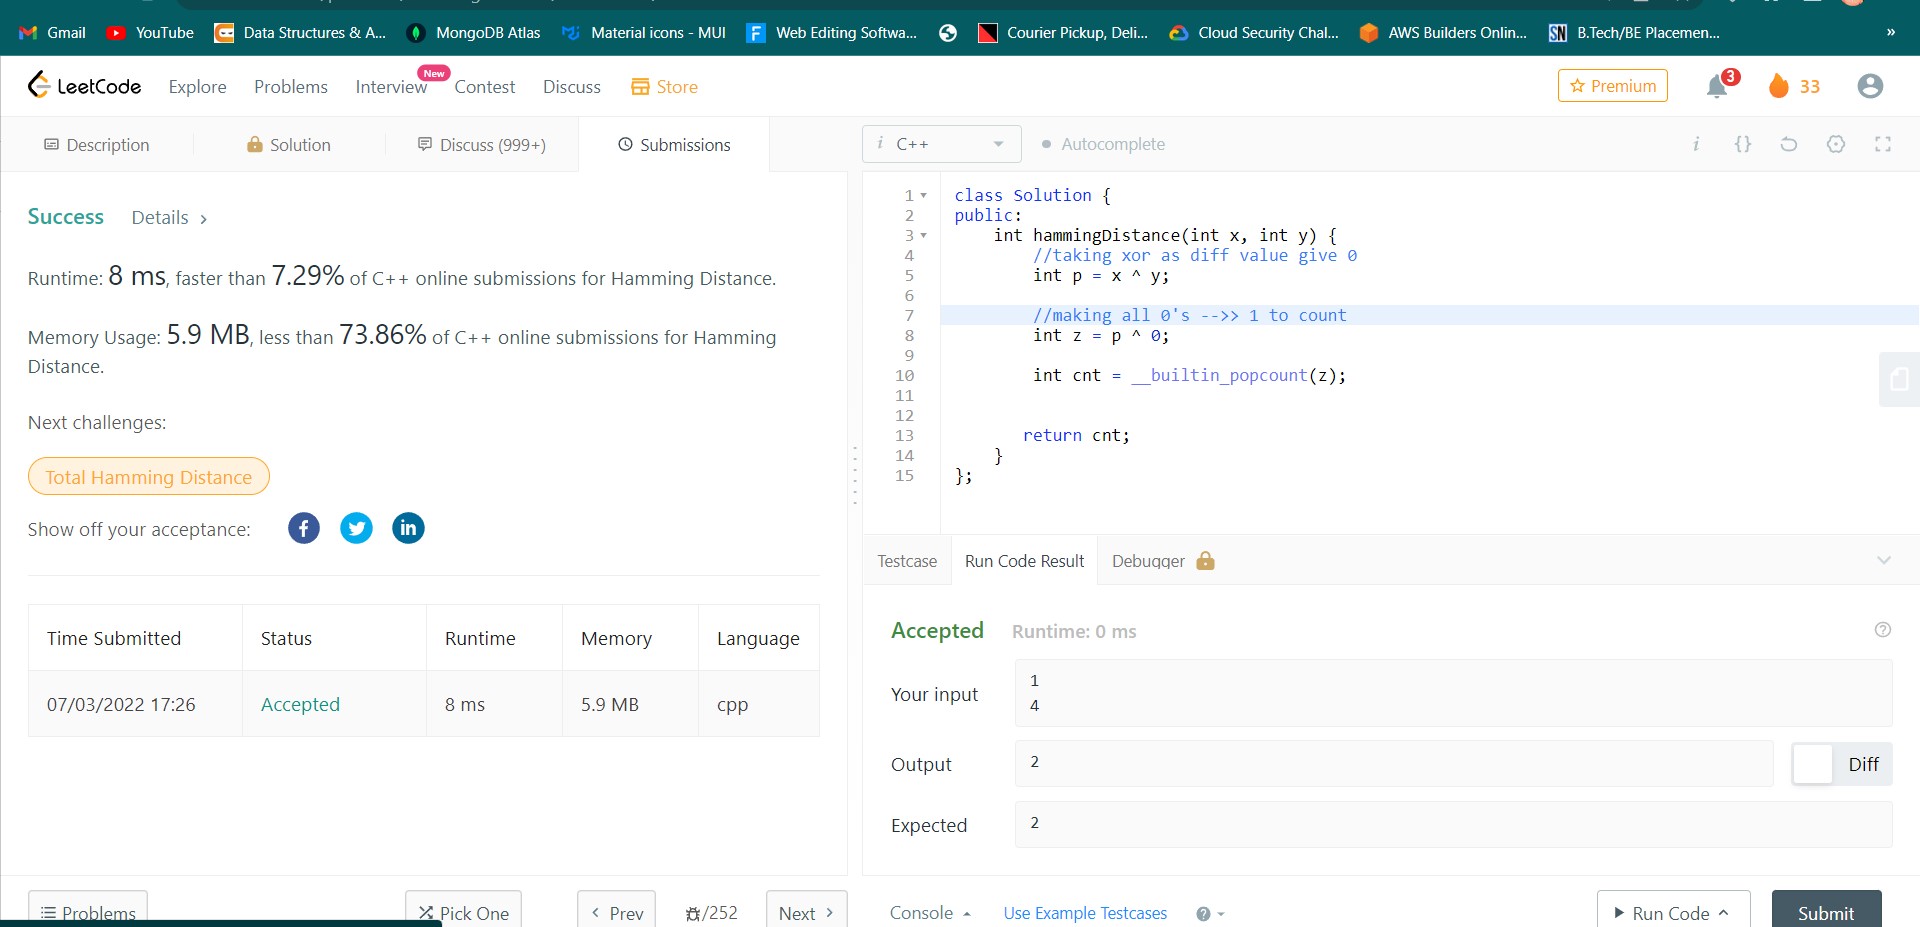 Gmail YouTube Data Structures & A... MongoDB Atlas Material icons - MUI Web Editing Softwa... Courier Pickup, Deli... Cloud Security Chal... AWS Builders Onlin... SN B.Tech/BE Placemen... »
LeetCode Explore Problems Interview New Contest Discuss Store Premium 3 33
Description Solution Discuss (999+) Submissions
Success Details >
Runtime: 8 ms, faster than 7.29% of C++ online submissions for Hamming Distance.
Memory Usage: 5.9 MB, less than 73.86% of C++ online submissions for Hamming
Distance.
Next challenges:
Total Hamming Distance
Show off your acceptance:
Time Submitted Status Runtime Memory Language
07/03/2022 17:26 Accepted 8 ms 5.9 MB cpp
Problems Pick One < Prev /252 Next >
i C++ Autocomplete i {}
1 class Solution {
2 public:
3 int hammingDistance(int x, int y) {
4 //taking xor as diff value give 0
5 int p = x ^ y;
6
7 //making all 0's -->> 1 to count
8 int z = p ^ 0;
9
10 int cnt = __builtin_popcount(z);
11
12
13 return cnt;
14 }
15 };
Testcase Run Code Result Debugger
Accepted Runtime: 0 ms
Your input
1
4
Output 2 Diff
Expected 2
Console Use Example Testcases Run Code Submit